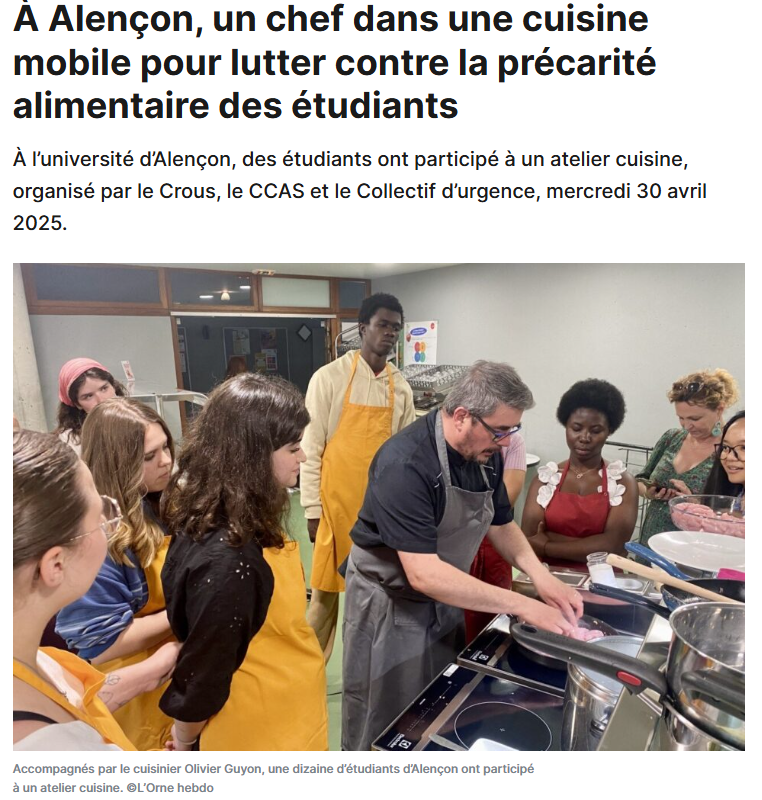 À Alençon, un chef dans une cuisine
mobile pour lutter contre la précarité
alimentaire des étudiants
À l’université d’Alençon, des étudiants ont participé à un atelier cuisine,
organisé par le Crous, le CCAS et le Collectif d’urgence, mercredi 30 avril
2025.
Accompagnés par le cuisinier Olivier Guyon, une dizaine d’étudiants d’Alençon ont participé
à un atelier cuisine. ©L’Orne hebdo